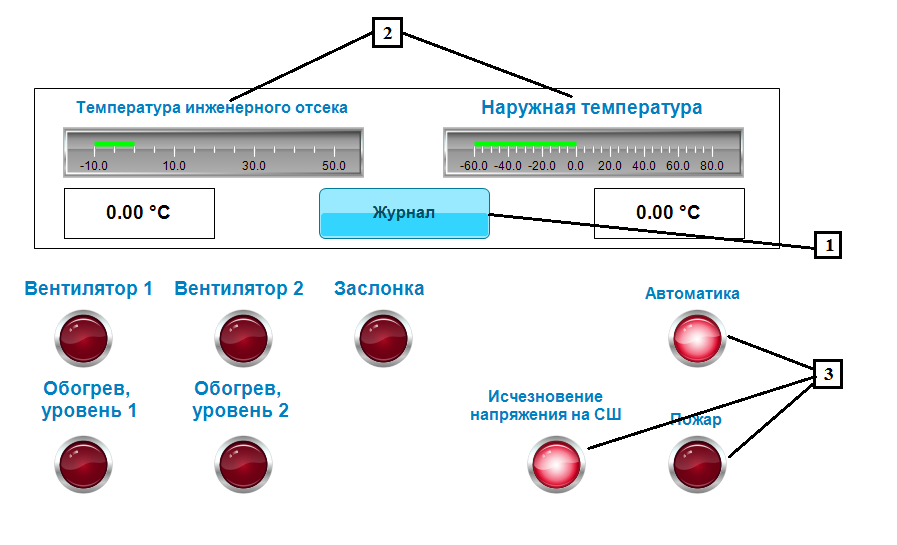 2
Температура инженерного отсека
Наружная температура
-10.0 10.0 30.0 50.0
-60.0 -40.0 -20.0 0.0 20.0 40.0 60.0 80.0
0.00 °C
Журнал
0.00 °C
1
Вентилятор 1
Вентилятор 2
Заслонка
Автоматика
3
Обогрев,
уровень 1
Обогрев,
уровень 2
Исчезновение
напряжения на СШ
Пожар